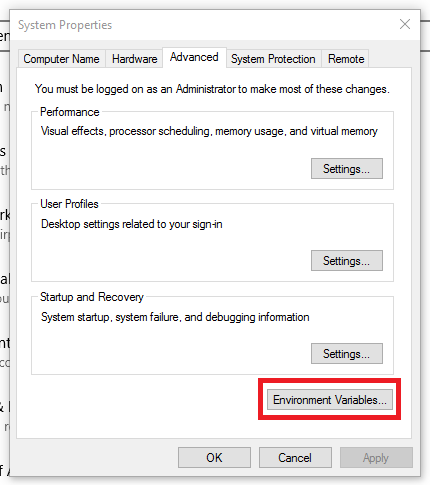 System Properties
Computer Name Hardware Advanced System Protection Remote
You must be logged on as an Administrator to make most of these changes.
Performance
Visual effects, processor scheduling, memory usage, and virtual memory
Settings...
User Profiles
Desktop settings related to your sign-in
Settings...
Startup and Recovery
System startup, system failure, and debugging information
Settings...
Environment Variables...
OK Cancel Apply